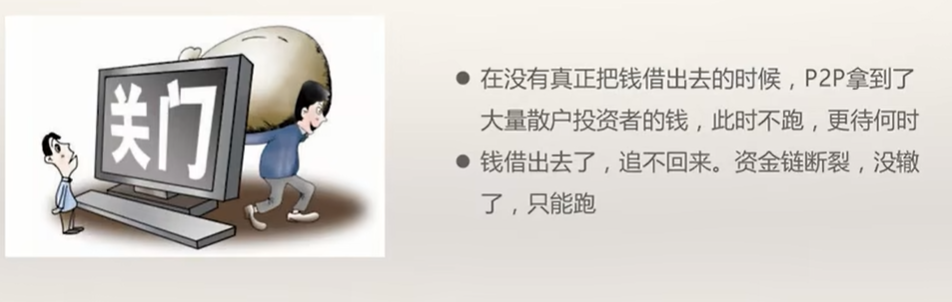 关门
● 在没有真正把钱借出去的时候，P2P拿到了
大量散户投资者的钱，此时不跑，更待何时
● 钱借出去了，追不回来。资金链断裂，没辙
了，只能跑